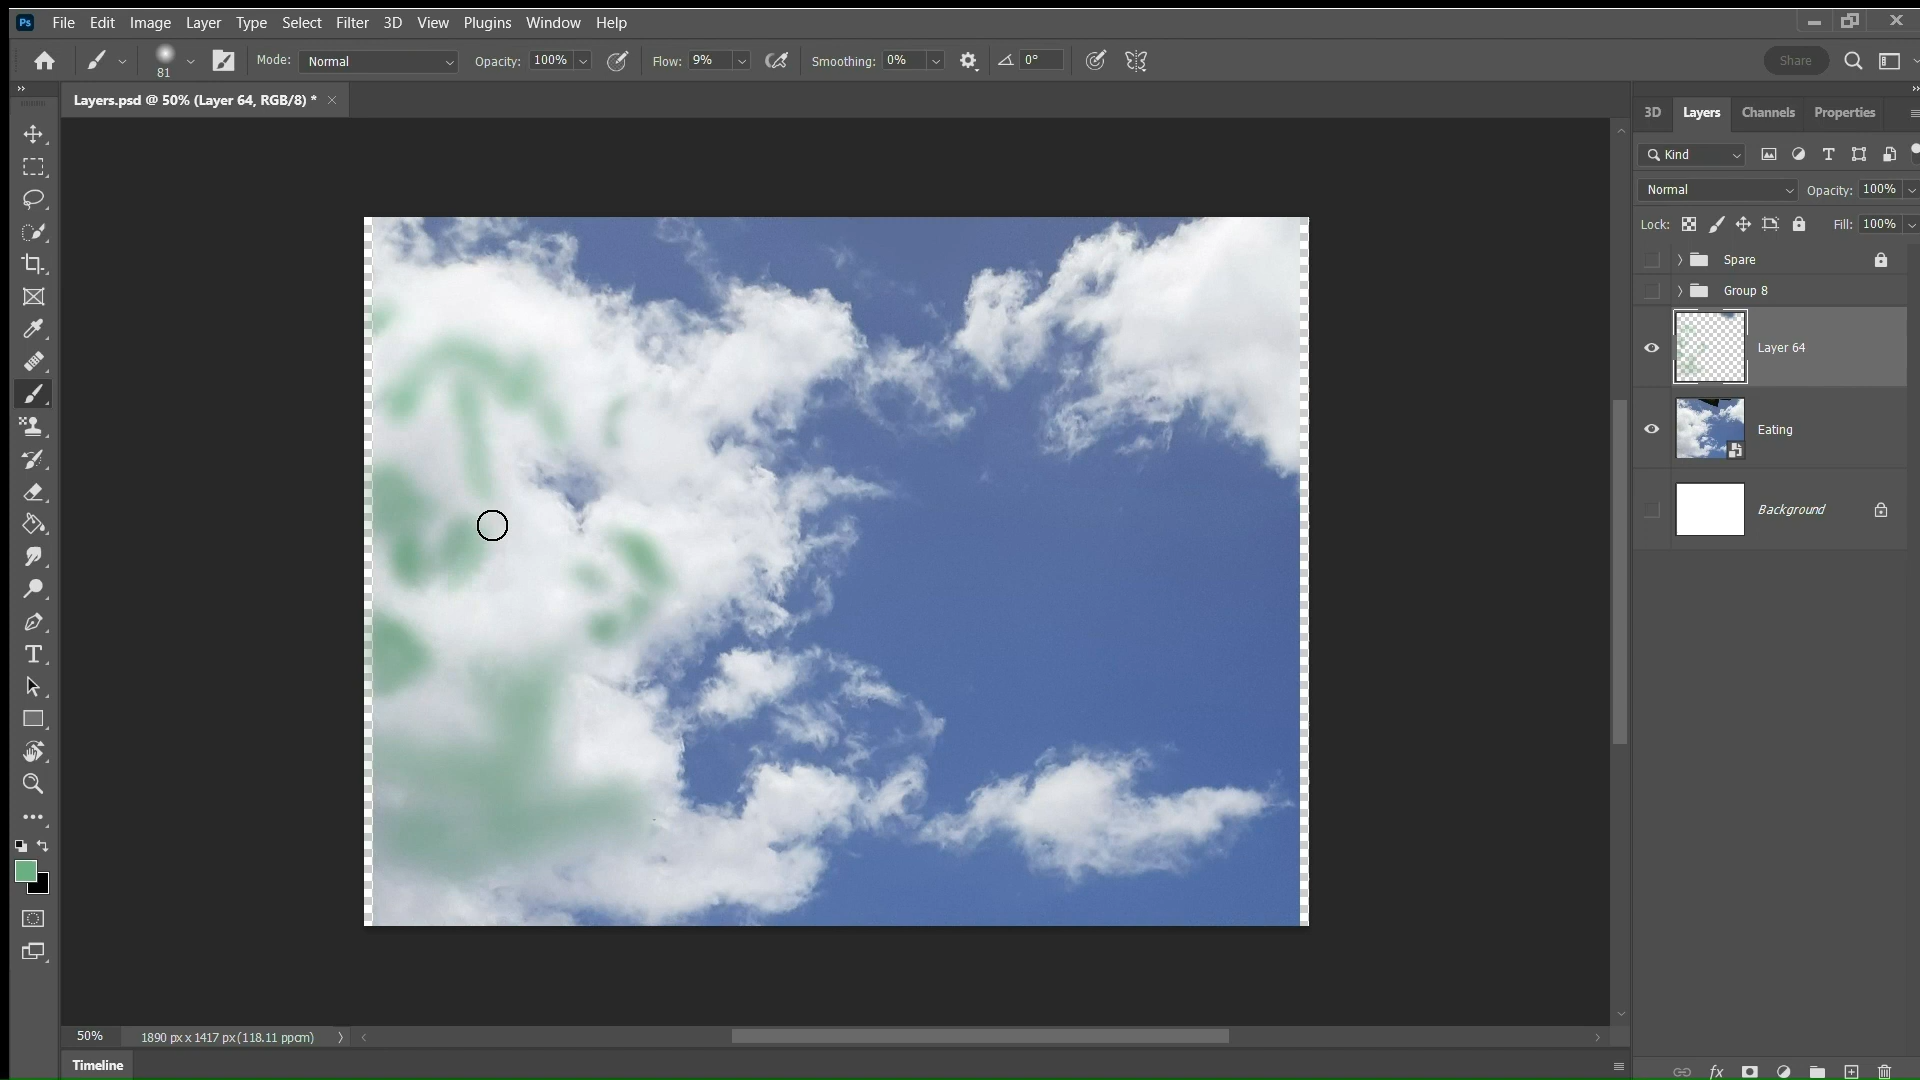 Ps File Edit Image Layer Type Select Filter 3D View Plugins Window Help
81 Mode: Normal Opacity: 100% Flow: 9% Smoothing: 0% 0° Share
Layers.psd @ 50% (Layer 64, RGB/8) *
3D Layers Channels Properties
Kind
Normal Opacity: 100%
Lock: Fill: 100%
Spare
Group 8
Layer 64
Eating
Background
50% 1890 px x 1417 px (118.11 ppcm)
Timeline
fx